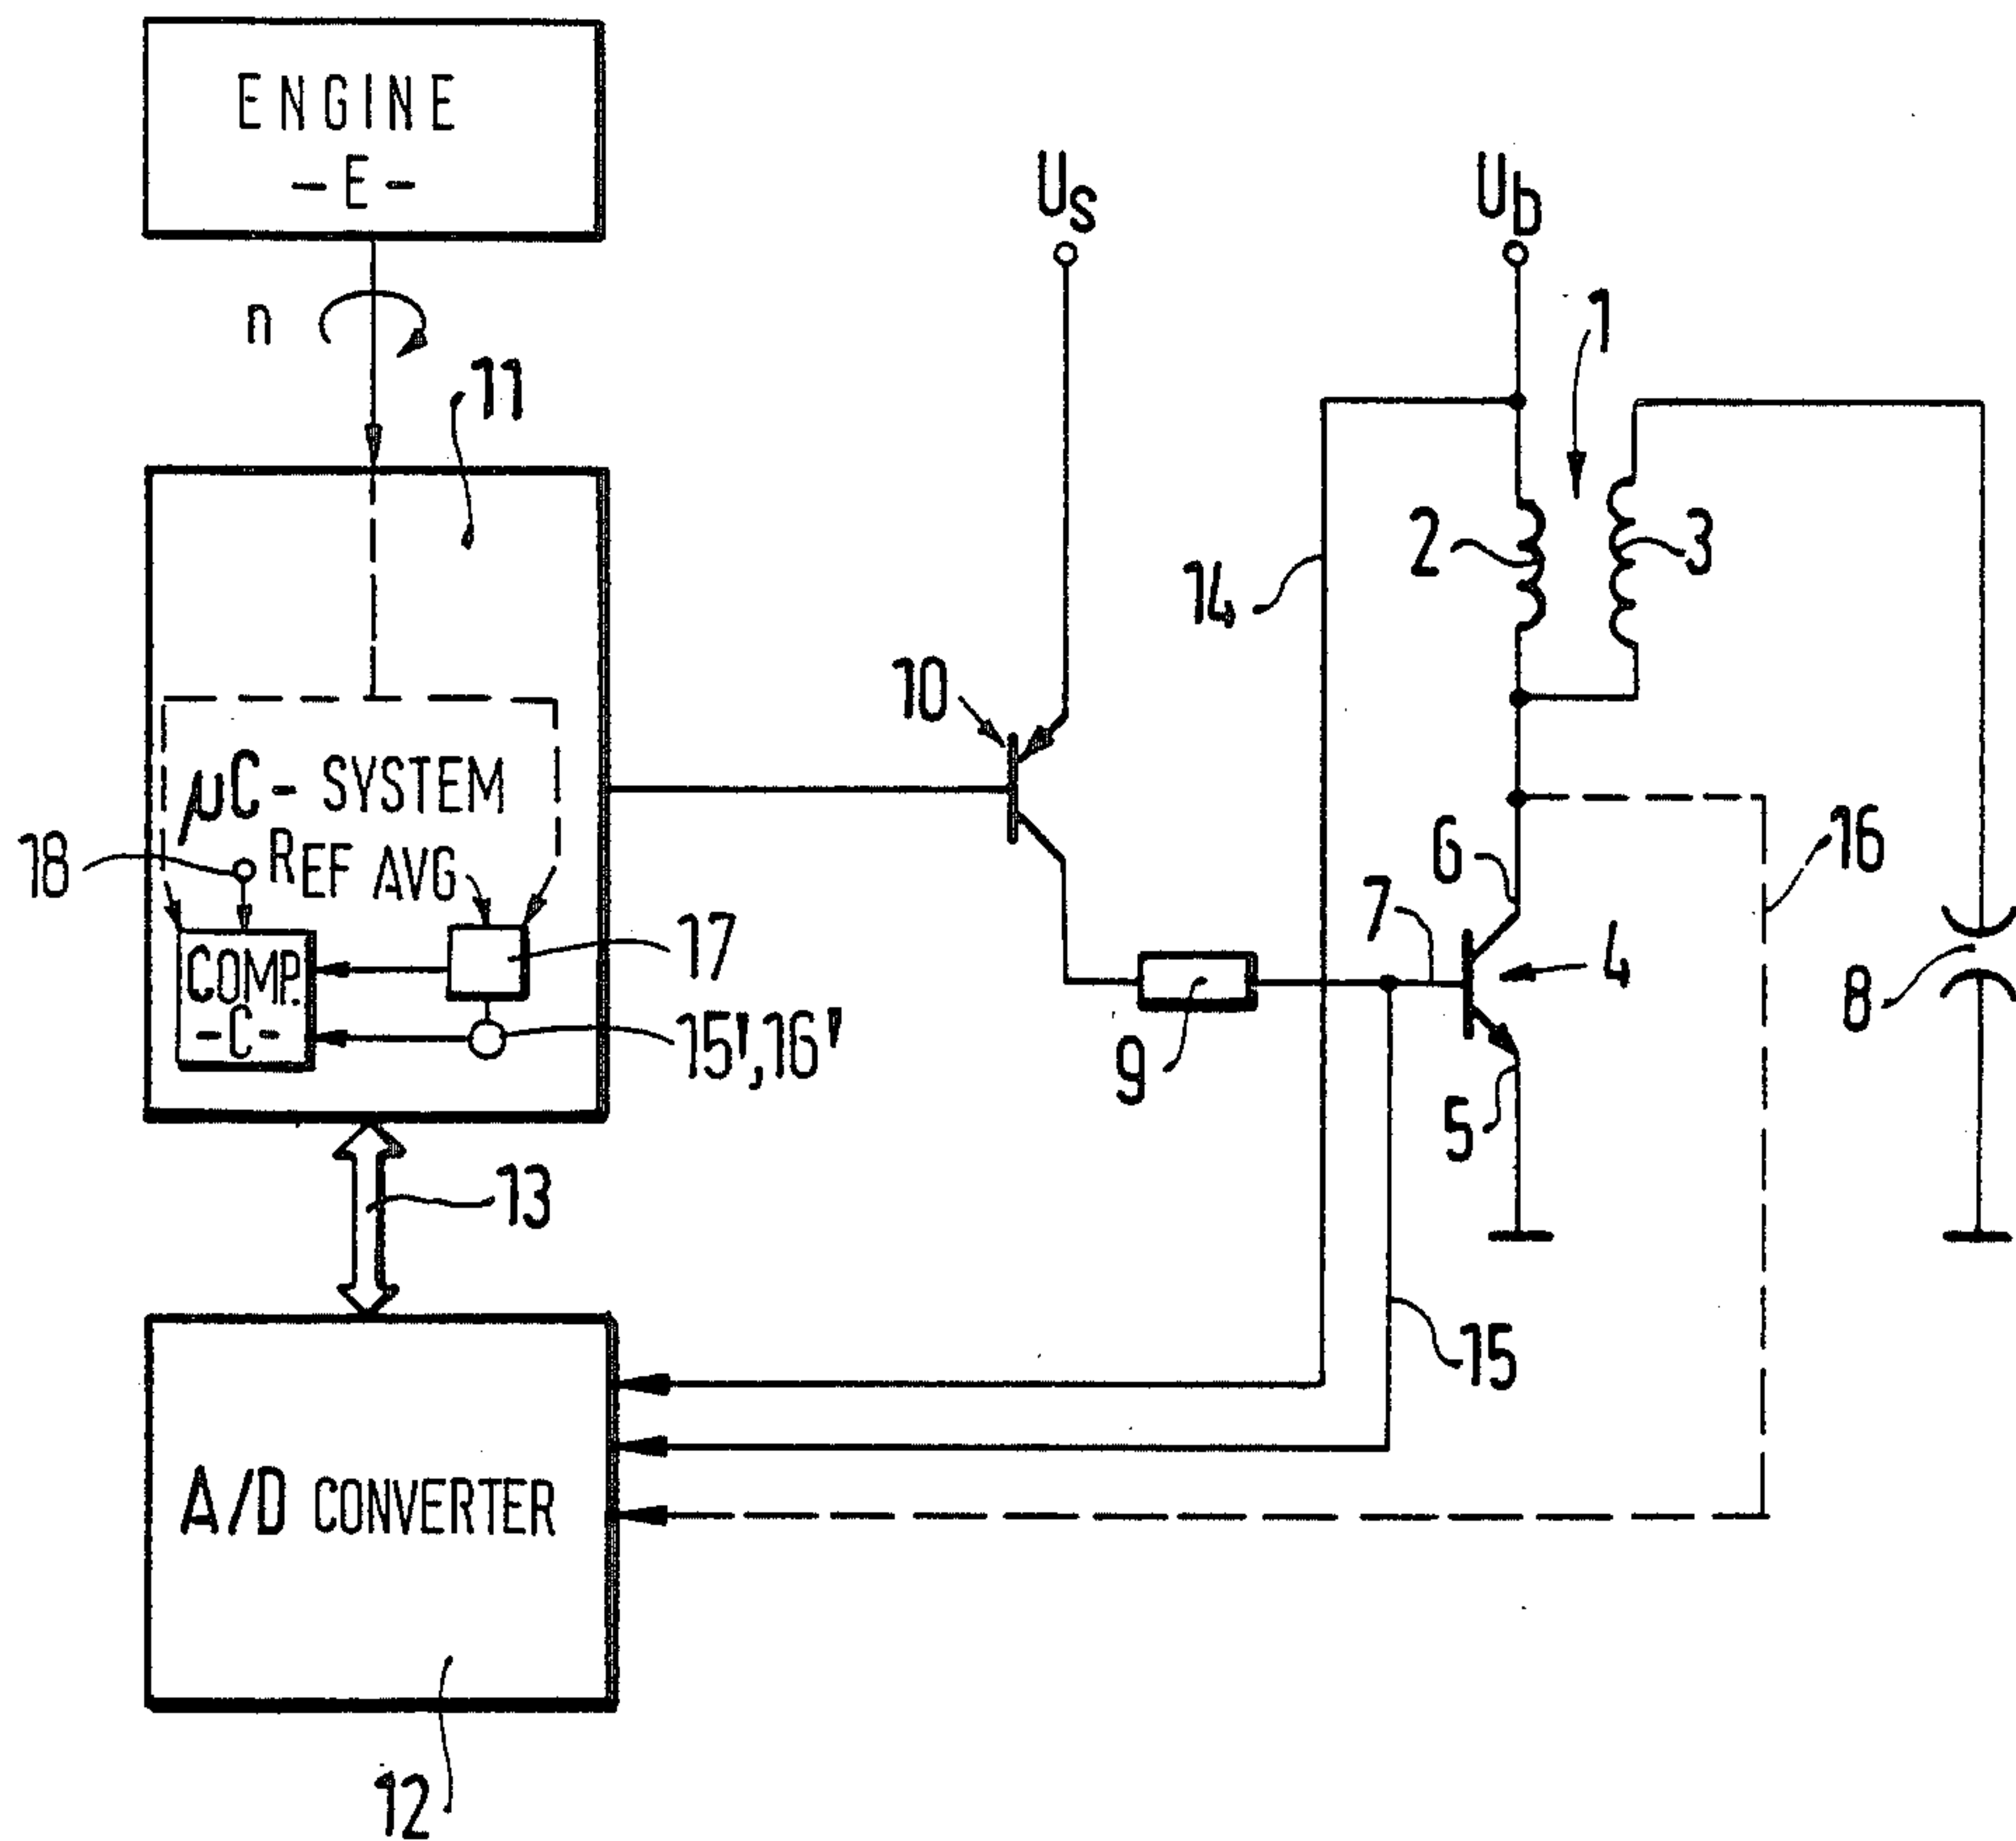 ENGINE
-E-
n
11
Us
Ub
1
2
3
14
10
μC-SYSTEM
18
REF AVG
COMP.
-C-
17
15', 16'
6
7
4
16
8
9
5
13
15
A/D CONVERTER
12